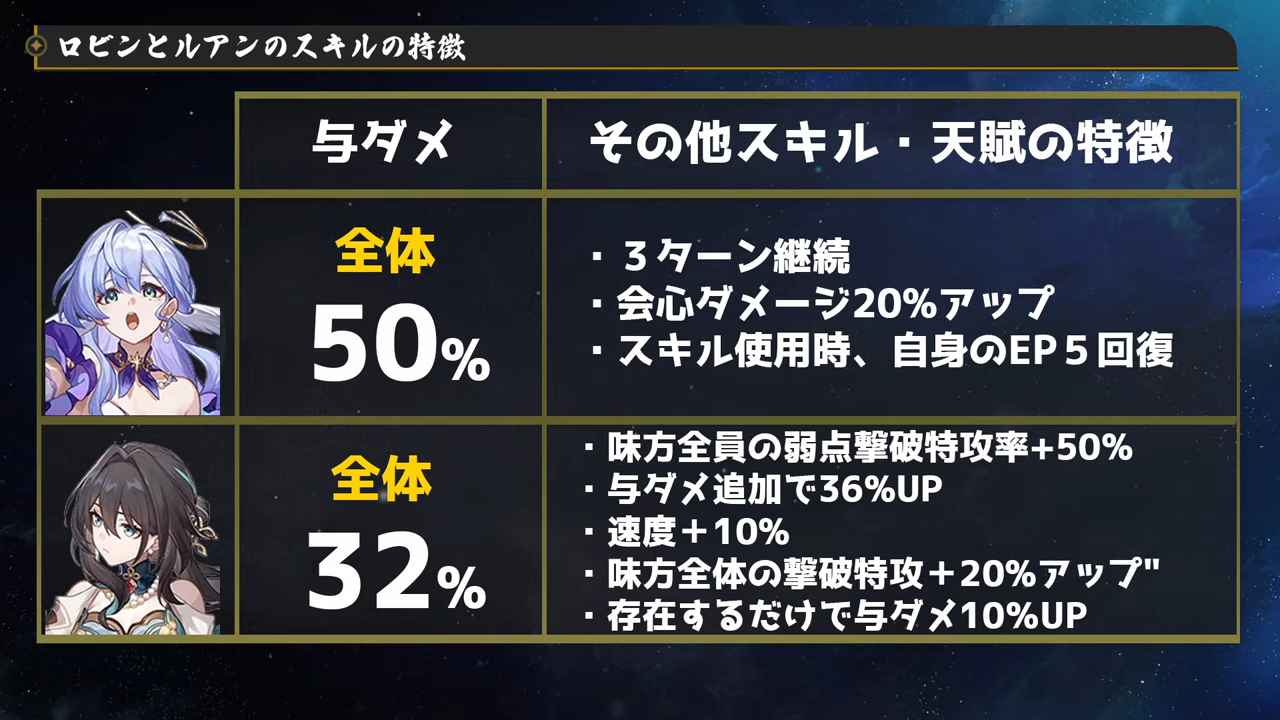 ロビンとルアンのスキルの特徴
与ダメ
その他スキル・天賦の特徴
全体
50%
・３ターン継続
・会心ダメージ20%アップ
・スキル使用時、自身のEP５回復
全体
32%
・味方全員の弱点撃破特攻率+50%
・与ダメ追加で36%UP
・速度＋10%
・味方全体の撃破特攻＋20%アップ"
・存在するだけで与ダメ10%UP